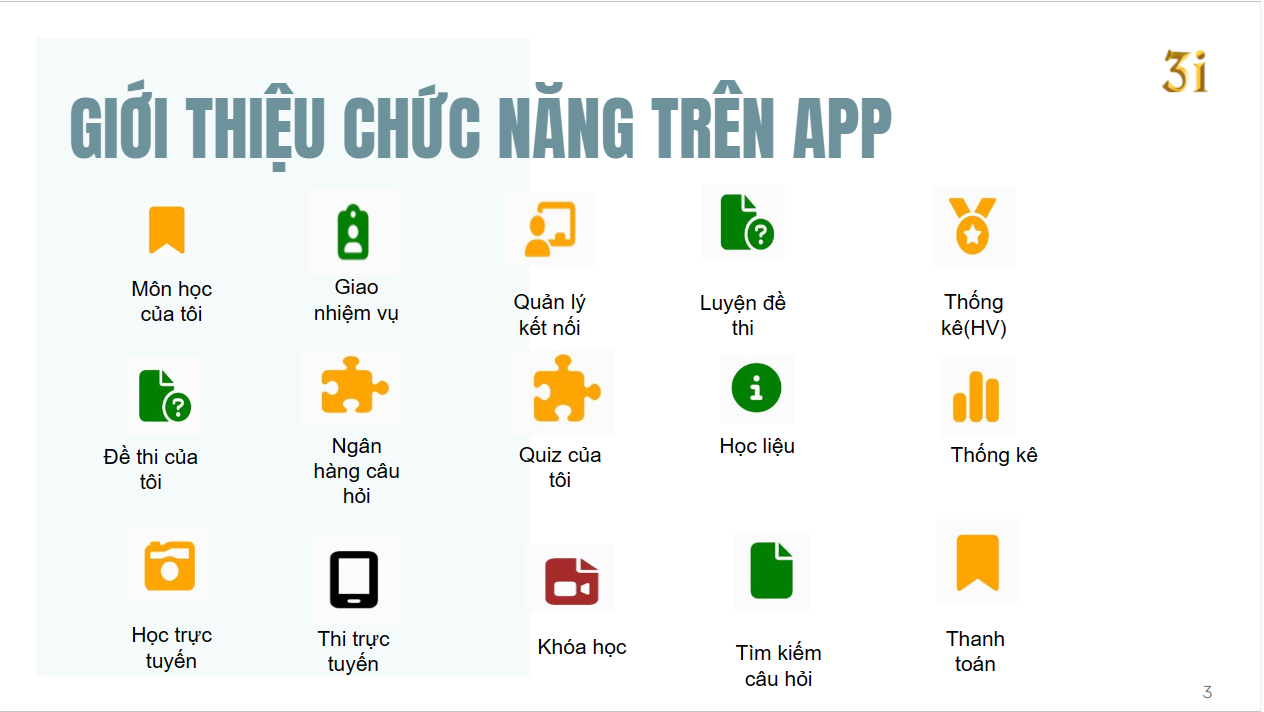 3i
GIỚI THIỆU CHỨC NĂNG TRÊN APP
Môn học
của tôi
Giao
nhiệm vụ
Quản lý
kết nối
Luyện đề
thi
Thống
kê(HV)
Đề thi của
tôi
Ngân
hàng câu
hỏi
Quiz của
tôi
Học liệu
Thống kê
Học trực
tuyến
Thi trực
tuyến
Khóa học
Tìm kiếm
câu hỏi
Thanh
toán
3